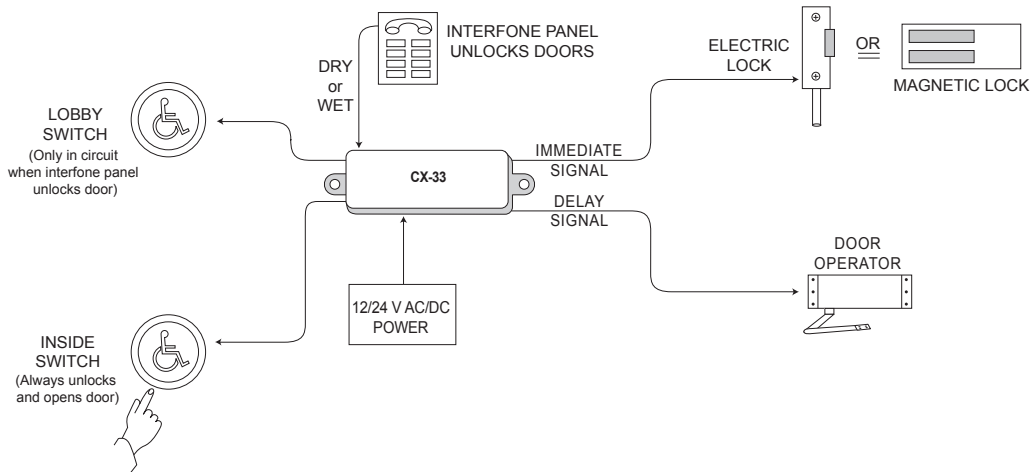 INTERFONE PANEL
UNLOCKS DOORS
DRY
or
WET
ELECTRIC
LOCK
OR
MAGNETIC LOCK
LOBBY
SWITCH
(Only in circuit
when interfone panel
unlocks door)
CX-33
IMMEDIATE
SIGNAL
DELAY
SIGNAL
DOOR
OPERATOR
12/24 V AC/DC
POWER
INSIDE
SWITCH
(Always unlocks
and opens door)